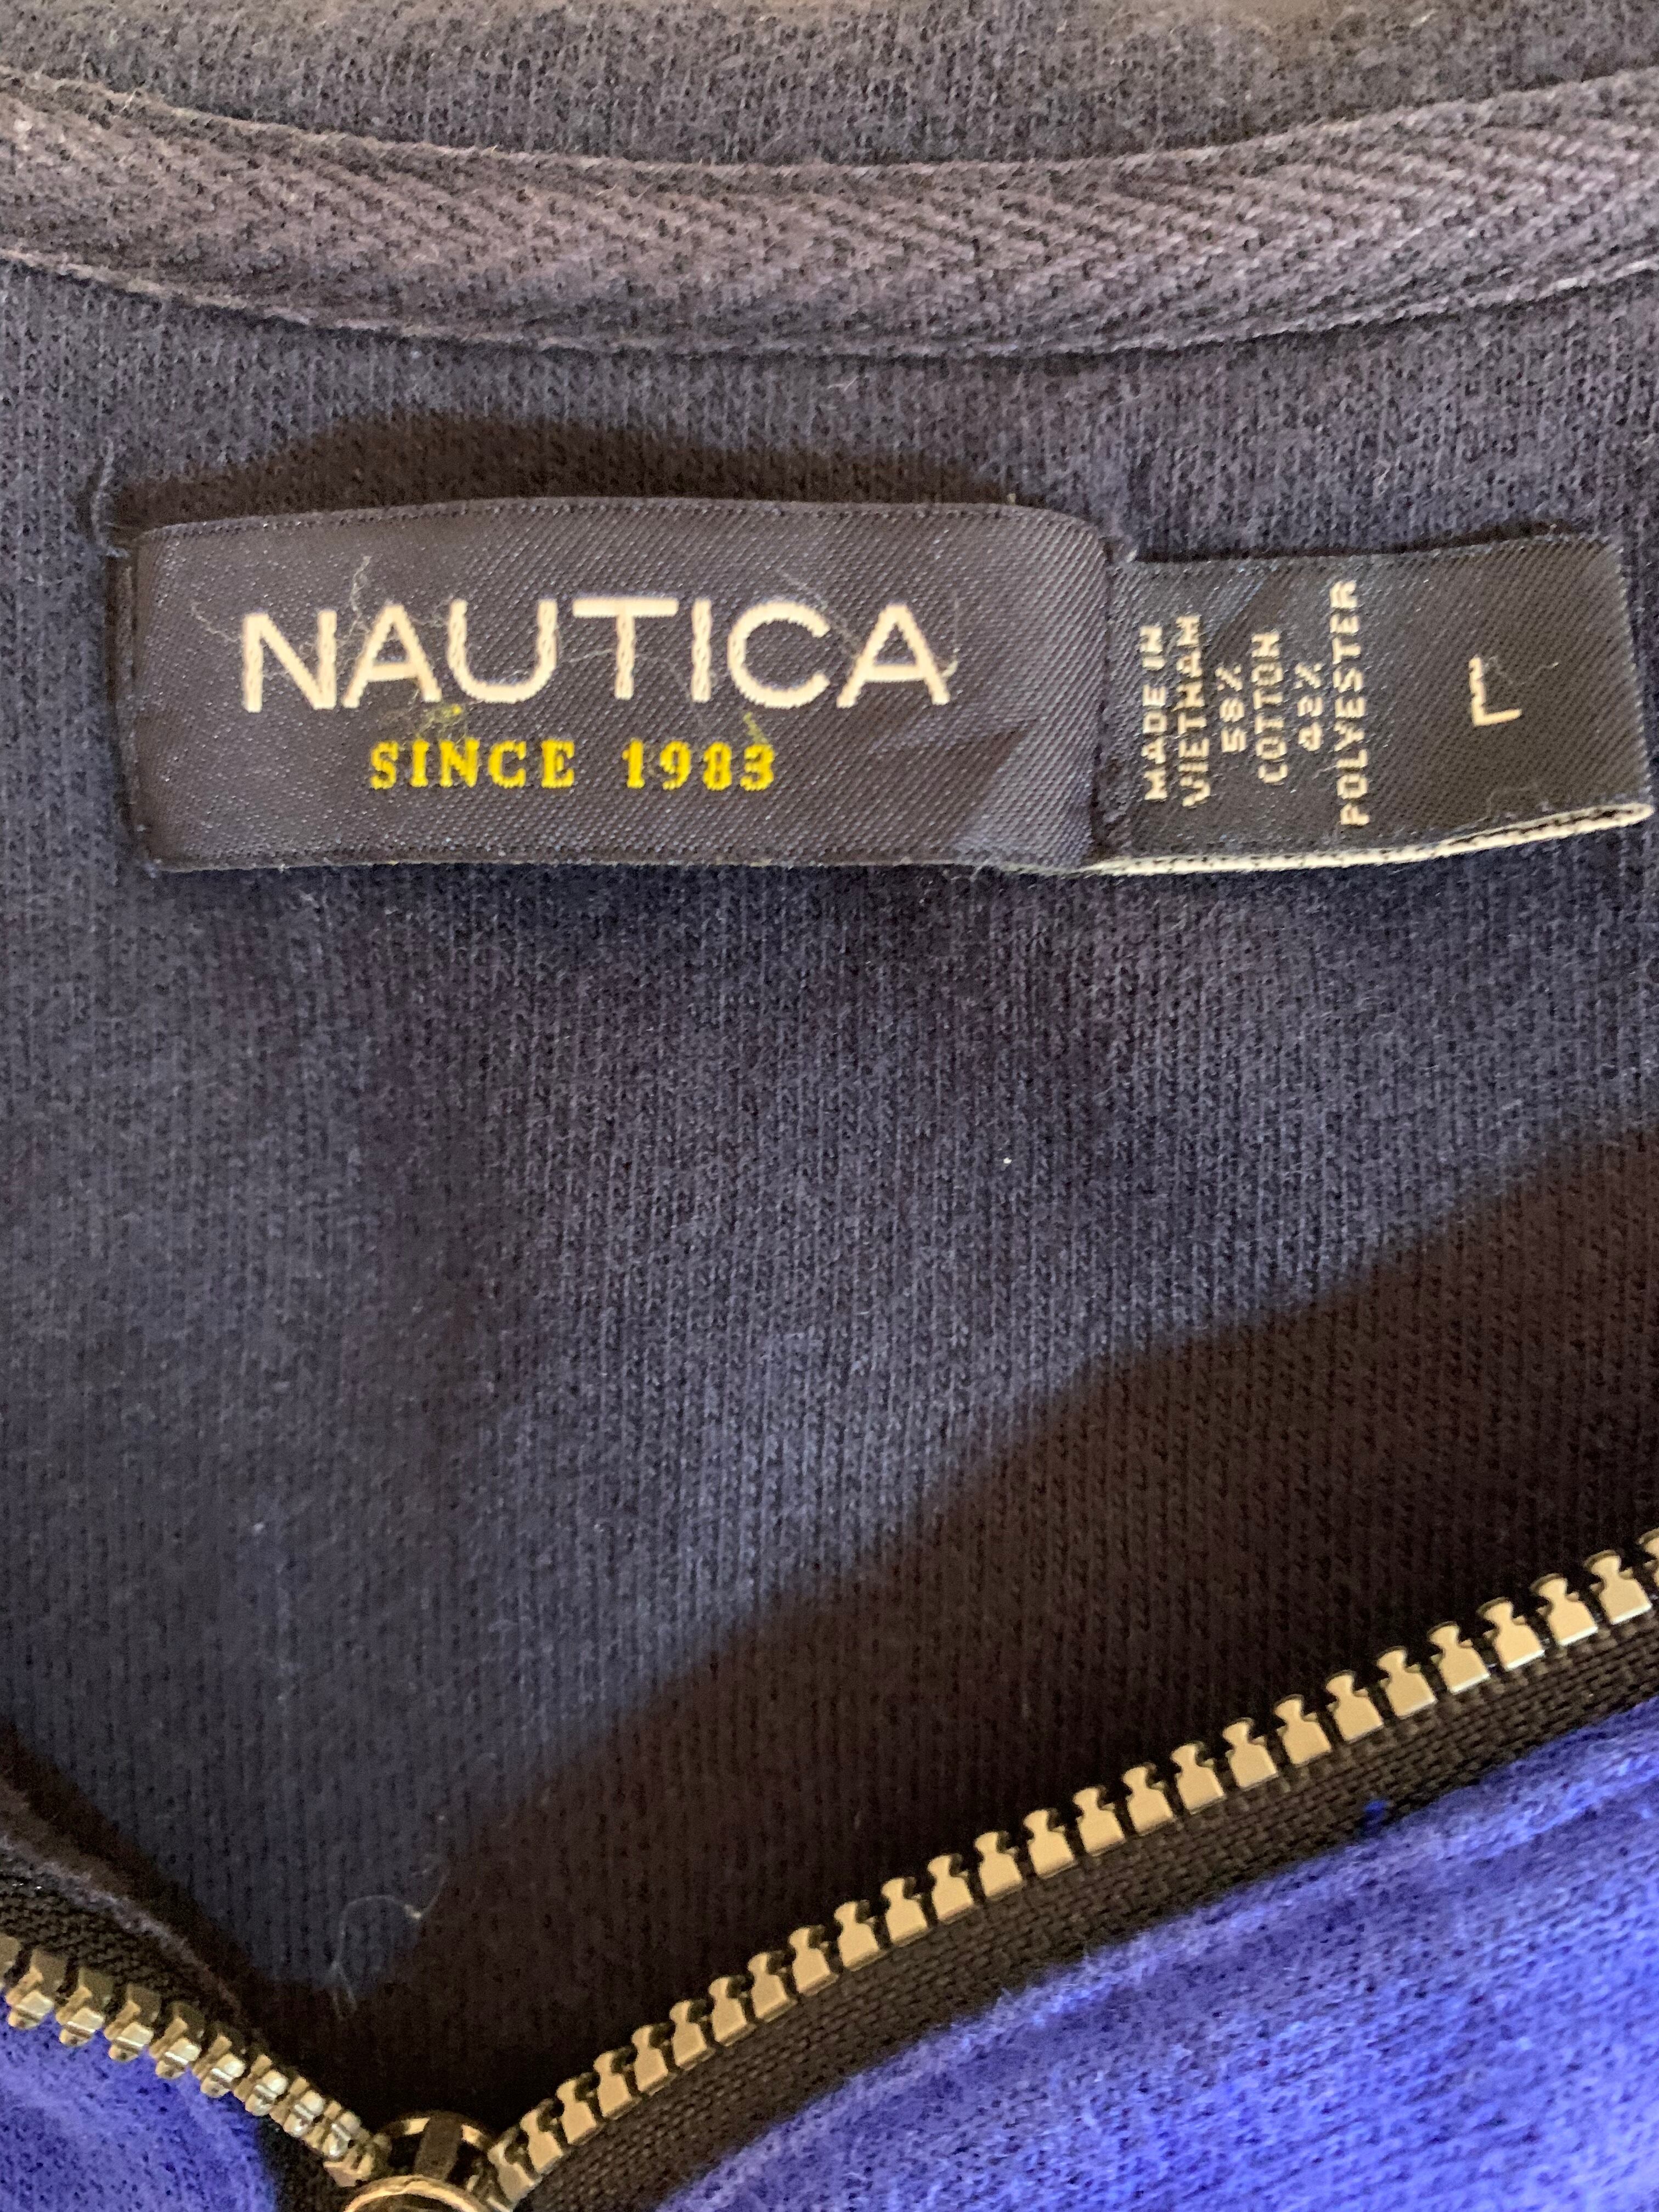 NAUTICA
SINCE 1983
MADE IN
VIETNAM
58%
COTTON
42%
POLYESTER
L